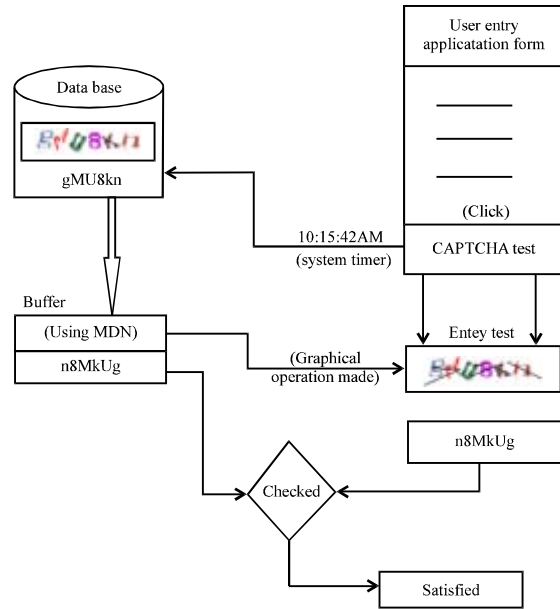 User entry
applicatation form
Data base
gMU8kn
(Click)
10:15:42AM
(system timer)
CAPTCHA test
Buffer
(Using MDN)
n8MkUg
Entey test
(Graphical
operation made)
n8MkUg
Checked
Satisfied